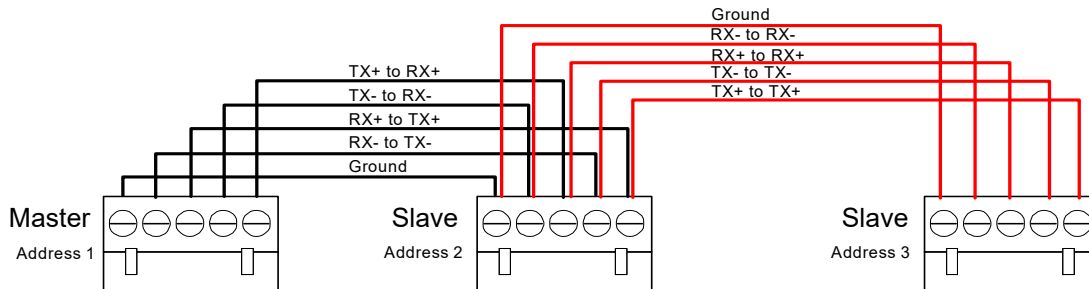 Ground
RX- to RX-
RX+ to RX+
TX- to TX-
TX+ to TX+
TX+ to RX+
TX- to RX-
RX+ to TX+
RX- to TX-
Ground
Master
Address 1
Slave
Address 2
Slave
Address 3